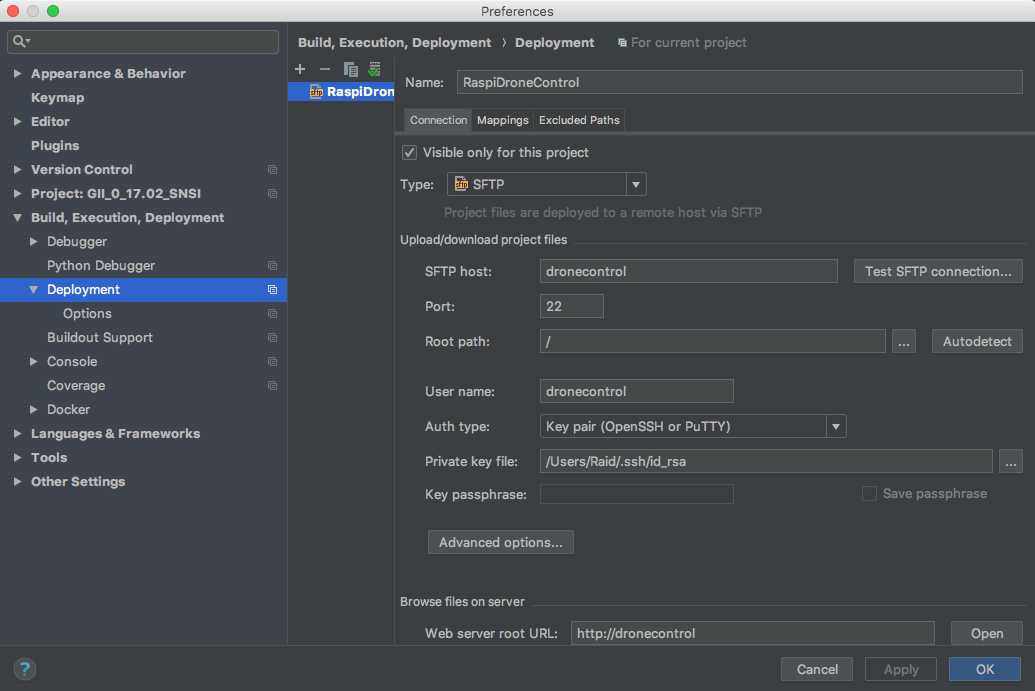 Preferences
Build, Execution, Deployment › Deployment For current project
Appearance & Behavior
Keymap
Editor
Plugins
Version Control
Project: GII_0_17.02_SNSI
Build, Execution, Deployment
Debugger
Python Debugger
Deployment
Options
Buildout Support
Console
Coverage
Docker
Languages & Frameworks
Tools
Other Settings
RaspiDron
Name: RaspiDroneControl
Connection Mappings Excluded Paths
Visible only for this project
Type: SFTP
Project files are deployed to a remote host via SFTP
Upload/download project files
SFTP host: dronecontrol Test SFTP connection...
Port: 22
Root path: / ... Autodetect
User name: dronecontrol
Auth type: Key pair (OpenSSH or PuTTY)
Private key file: /Users/Raid/.ssh/id_rsa ...
Key passphrase: Save passphrase
Advanced options...
Browse files on server
Web server root URL: http://dronecontrol Open
? Cancel Apply OK